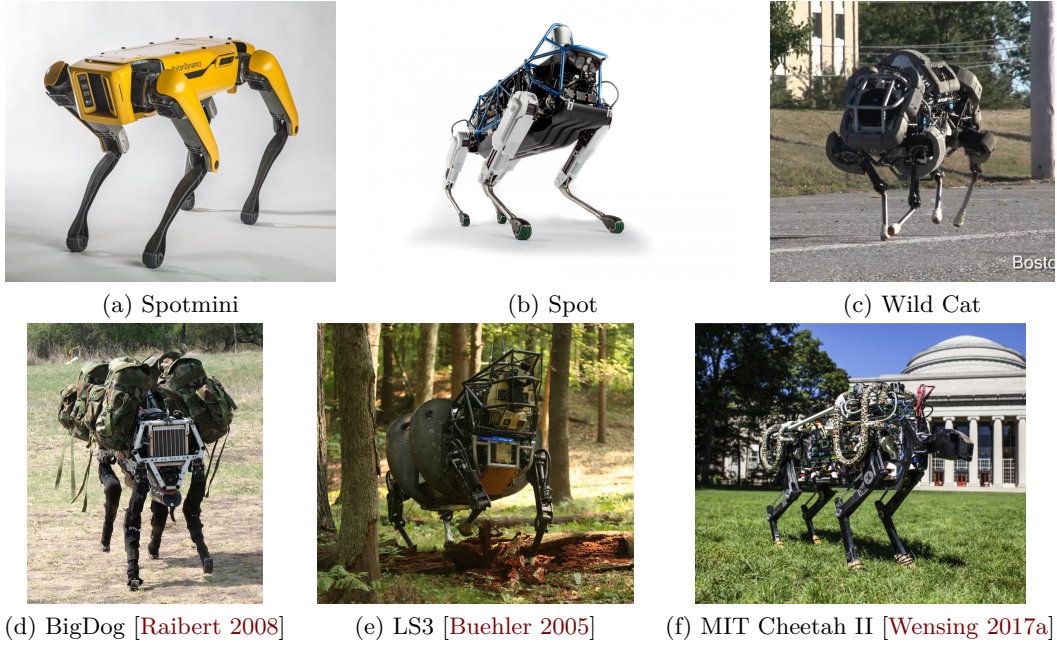 BostonDynamics
Bosto
(a) Spotmini
(b) Spot
(c) Wild Cat
(d) BigDog [Raibert 2008]
(e) LS3 [Buehler 2005]
(f) MIT Cheetah II [Wensing 2017a]